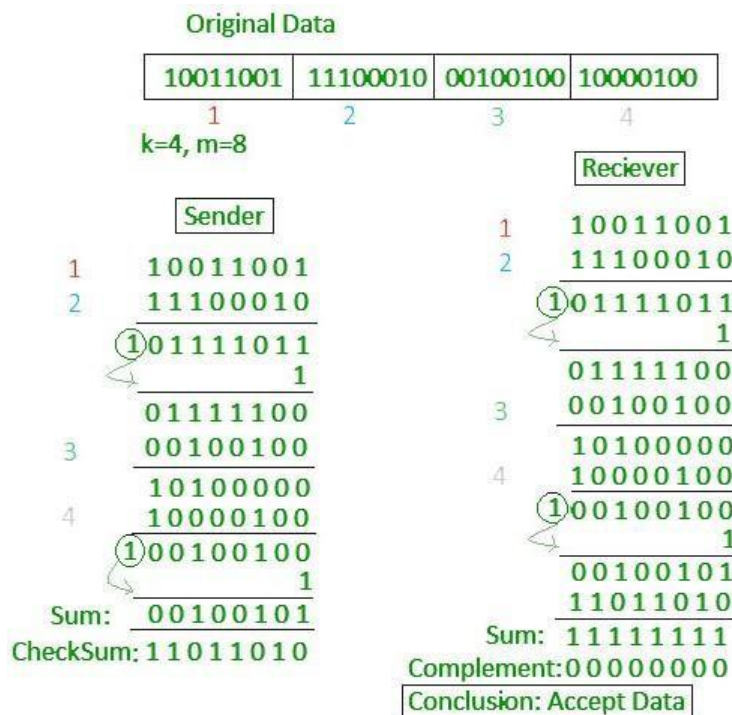 Original Data
10011001 11100010 00100100 10000100
1 2 3 4
k=4, m=8
Sender
1 10011001
2 11100010
1 01111011
1
01111100
3 00100100
10100000
4 10000100
1 00100100
1
Sum: 00100101
CheckSum: 11011010
Reciever
1 10011001
2 11100010
1 01111011
1
01111100
3 00100100
10100000
4 10000100
1 00100100
1
00100101
11011010
Sum: 11111111
Complement: 00000000
Conclusion: Accept Data